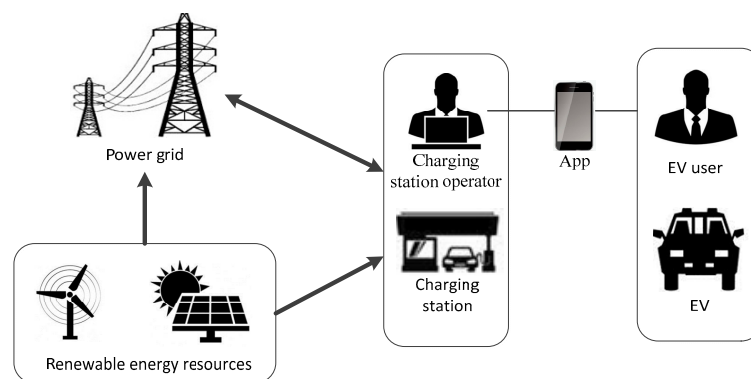 Power grid
Charging
station operator
App
EV user
Charging
station
EV
Renewable energy resources